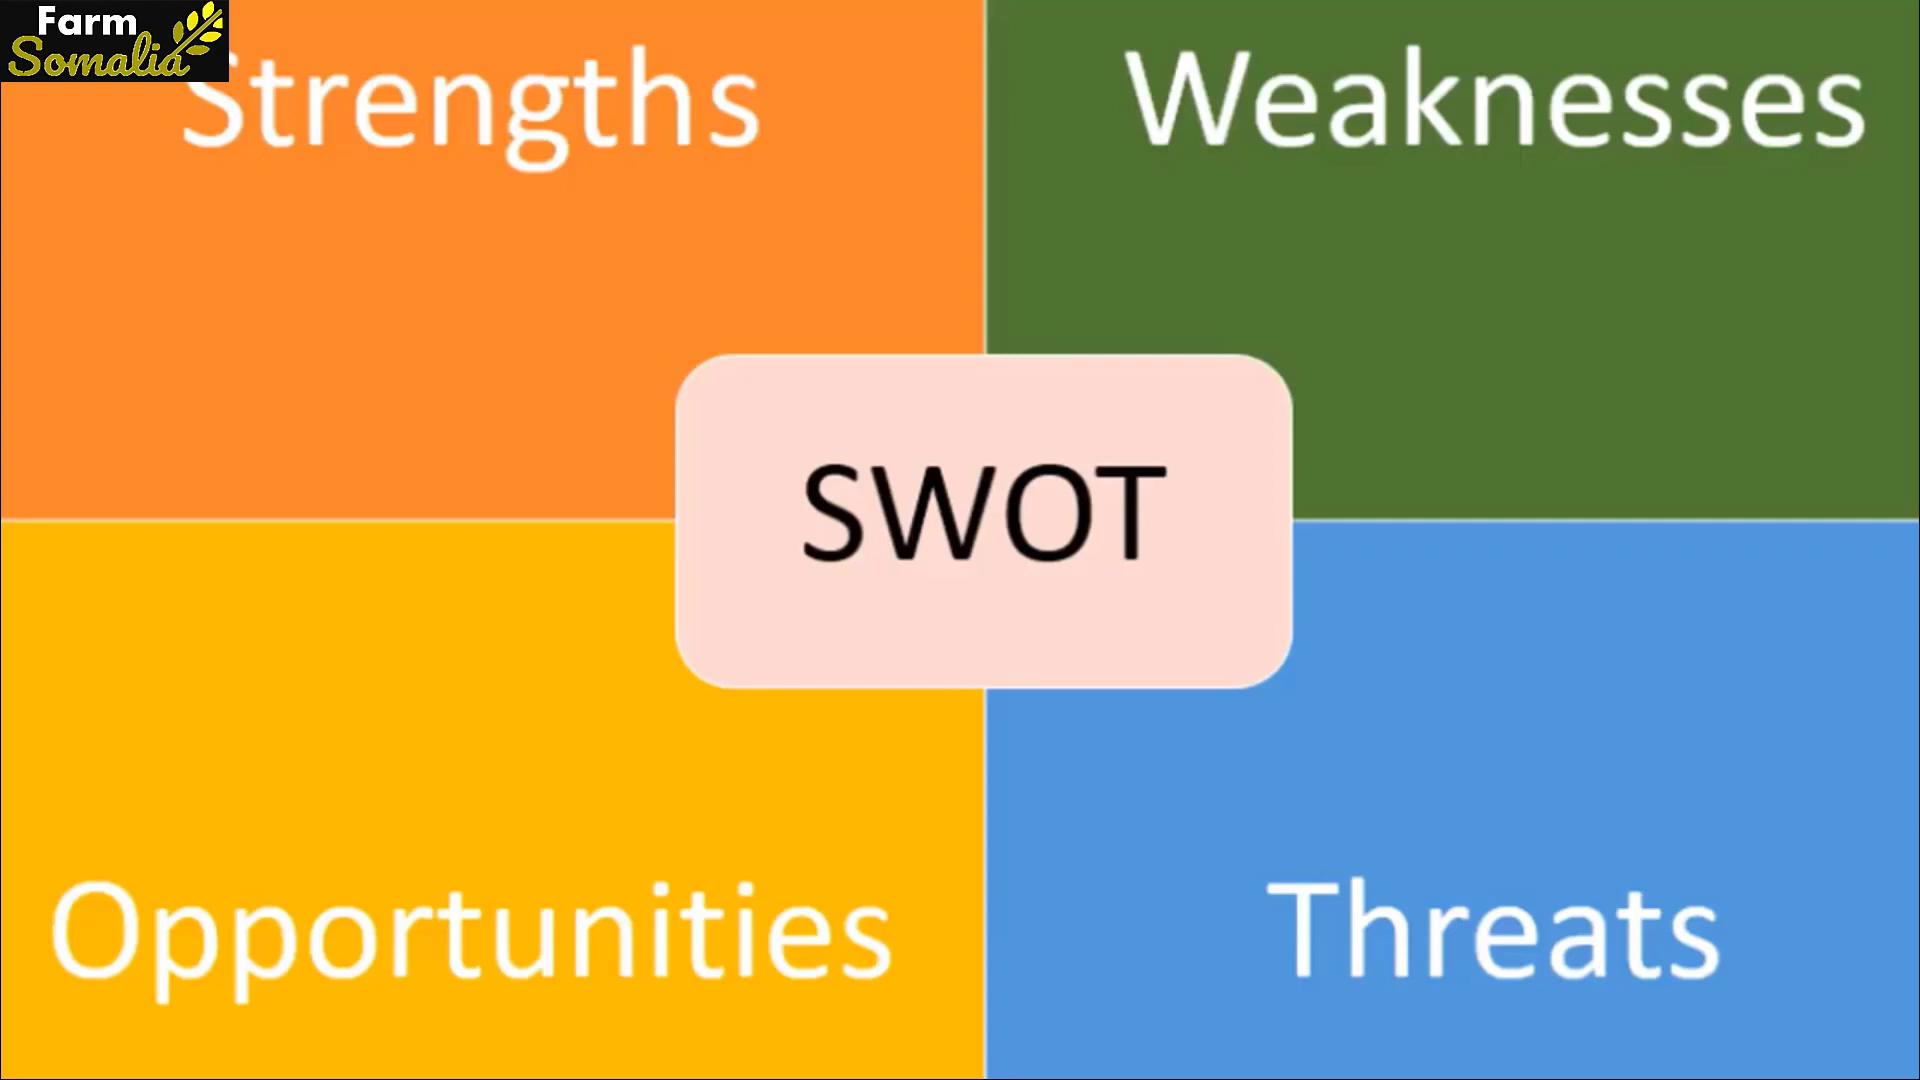 Farm
Somalia
Strengths
Weaknesses
SWOT
Opportunities
Threats